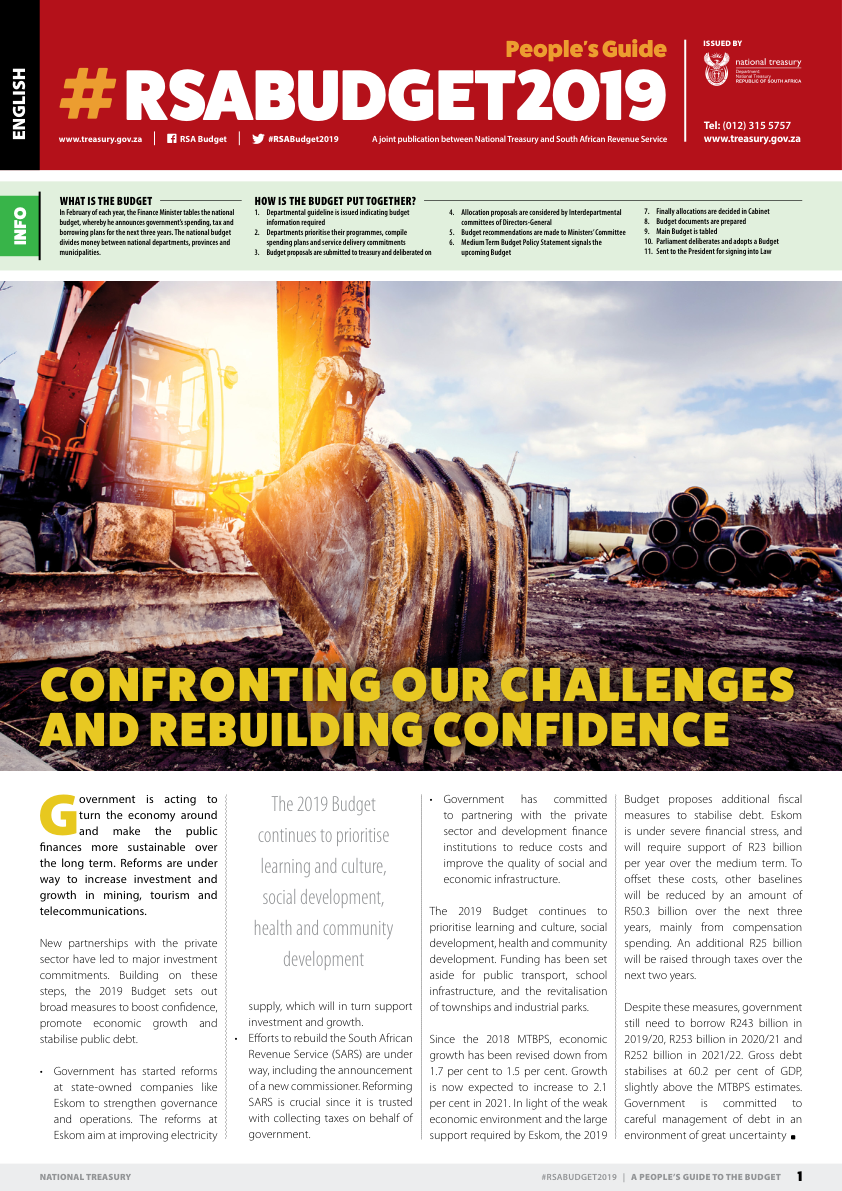 ENGLISH
People's Guide
#RSABUDGET2019
www.treasury.gov.za
RSA Budget
#RSABudget2019
A joint publication between National Treasury and South African Revenue Service
ISSUED BY
national treasury
Department:
National Treasury
REPUBLIC OF SOUTH AFRICA
Tel: (012) 315 5757
www.treasury.gov.za
INFO
WHAT IS THE BUDGET
In February of each year, the Finance Minister tables the national
budget, whereby he announces government's spending, tax and
borrowing plans for the next three years. The national budget
divides money between national departments, provinces and
municipalities.
HOW IS THE BUDGET PUT TOGETHER?
1. Departmental guideline is issued indicating budget
information required
2. Departments prioritise their programmes, compile
spending plans and service delivery commitments
3. Budget proposals are submitted to treasury and deliberated on
4. Allocation proposals are considered by Interdepartmental
committees of Directors-General
5. Budget recommendations are made to Ministers' Committee
6. Medium Term Budget Policy Statement signals the
upcoming Budget
7. Finally allocations are decided in Cabinet
8. Budget documents are prepared
9. Main Budget is tabled
10. Parliament deliberates and adopts a Budget
11. Sent to the President for signing into Law
CONFRONTING OUR CHALLENGES
AND REBUILDING CONFIDENCE
Government is acting to
turn the economy around
and make the public
finances more sustainable over
the long term. Reforms are under
way to increase investment and
growth in mining, tourism and
telecommunications.
New partnerships with the private
sector have led to major investment
commitments. Building on these
steps, the 2019 Budget sets out
broad measures to boost confidence,
promote economic growth and
stabilise public debt.
• Government has started reforms
at state-owned companies like
Eskom to strengthen governance
and operations. The reforms at
Eskom aim at improving electricity
The 2019 Budget
continues to prioritise
learning and culture,
social development,
health and community
development
supply, which will in turn support
investment and growth.
• Efforts to rebuild the South African
Revenue Service (SARS) are under
way, including the announcement
of a new commissioner. Reforming
SARS is crucial since it is trusted
with collecting taxes on behalf of
government.
• Government has committed
to partnering with the private
sector and development finance
institutions to reduce costs and
improve the quality of social and
economic infrastructure.
The 2019 Budget continues to
prioritise learning and culture, social
development, health and community
development. Funding has been set
aside for public transport, school
infrastructure, and the revitalisation
of townships and industrial parks.
Since the 2018 MTBPS, economic
growth has been revised down from
1.7 per cent to 1.5 per cent. Growth
is now expected to increase to 2.1
per cent in 2021. In light of the weak
economic environment and the large
support required by Eskom, the 2019
Budget proposes additional fiscal
measures to stabilise debt. Eskom
is under severe financial stress, and
will require support of R23 billion
per year over the medium term. To
offset these costs, other baselines
will be reduced by an amount of
R50.3 billion over the next three
years, mainly from compensation
spending. An additional R25 billion
will be raised through taxes over the
next two years.
Despite these measures, government
still need to borrow R243 billion in
2019/20, R253 billion in 2020/21 and
R252 billion in 2021/22. Gross debt
stabilises at 60.2 per cent of GDP,
slightly above the MTBPS estimates.
Government is committed to
careful management of debt in an
environment of great uncertainty ■
NATIONAL TREASURY
#RSABUDGET2019 | A PEOPLE'S GUIDE TO THE BUDGET 1